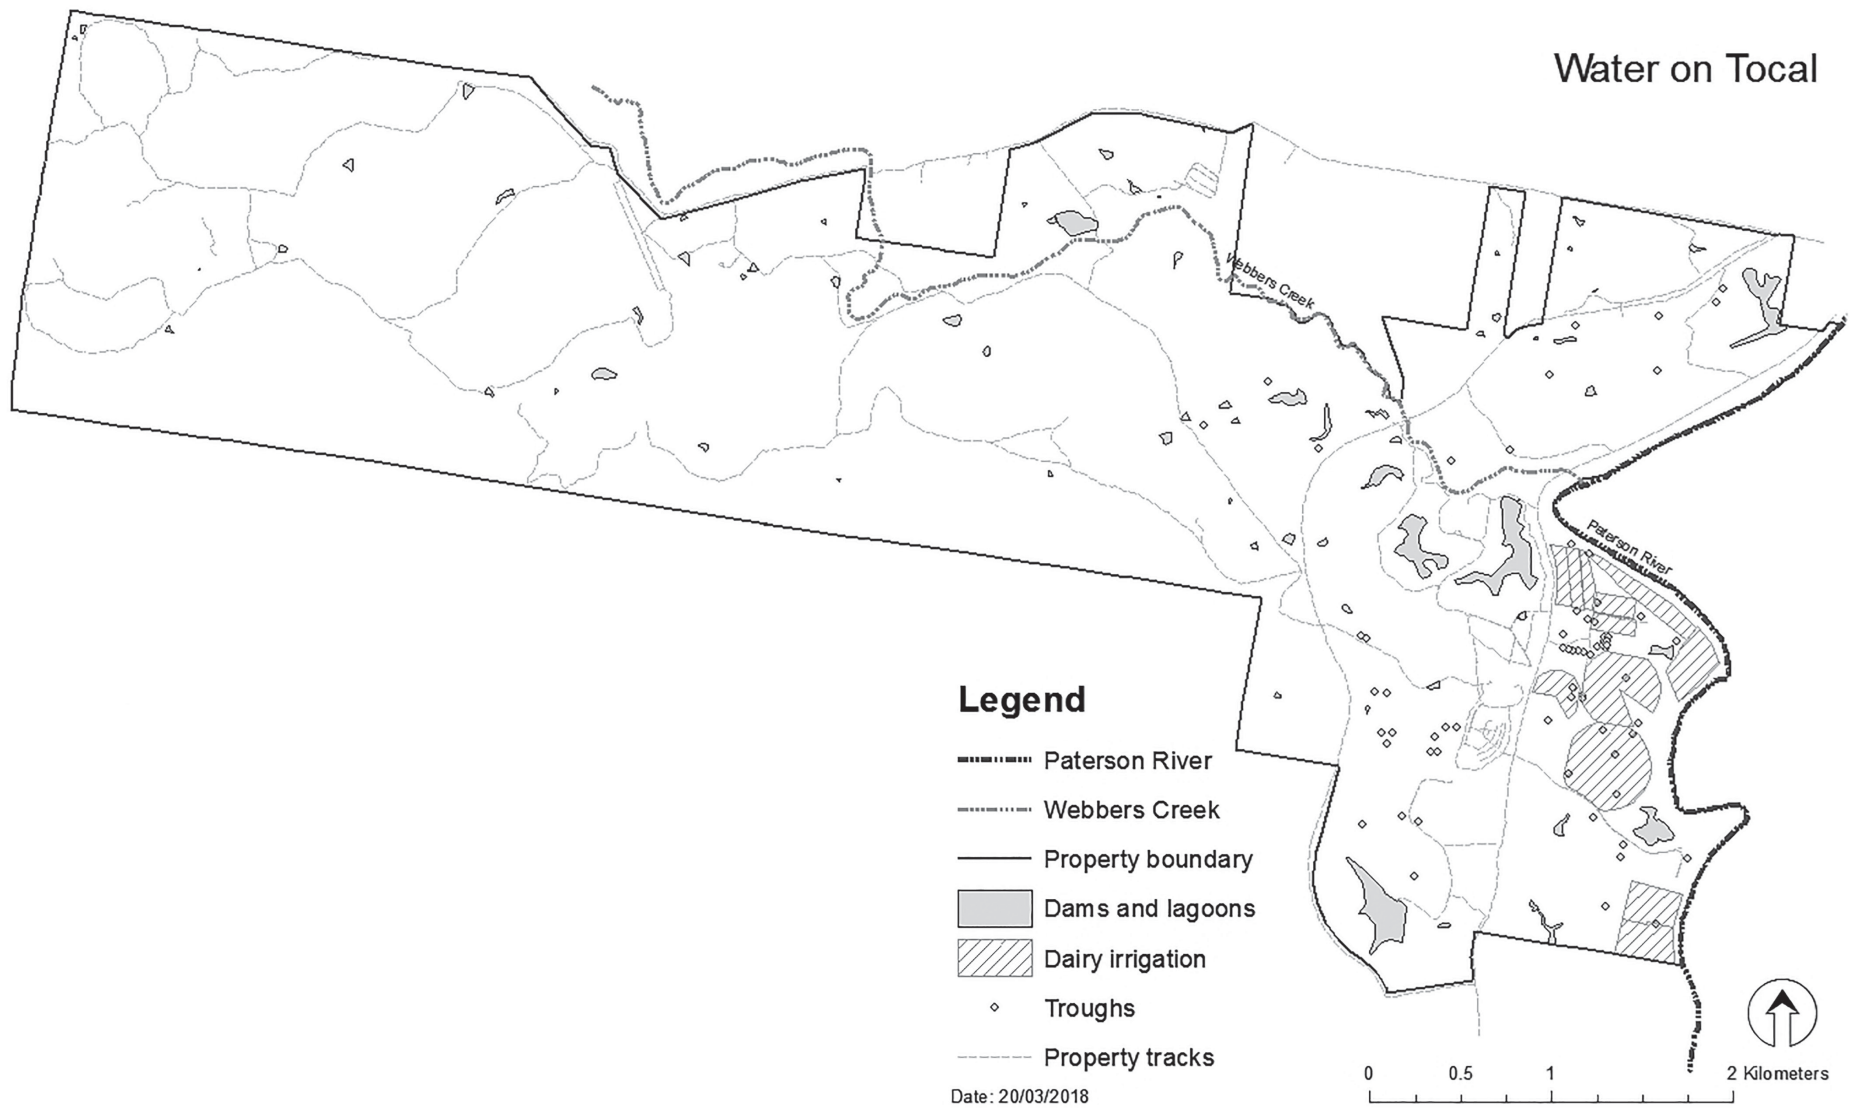 Water on Tocal
Webbers Creek
Paterson River
Legend
Paterson River
Webbers Creek
Property boundary
Dams and lagoons
Dairy irrigation
Troughs
Property tracks
Date: 20/03/2018
0 0.5 1 2 Kilometers